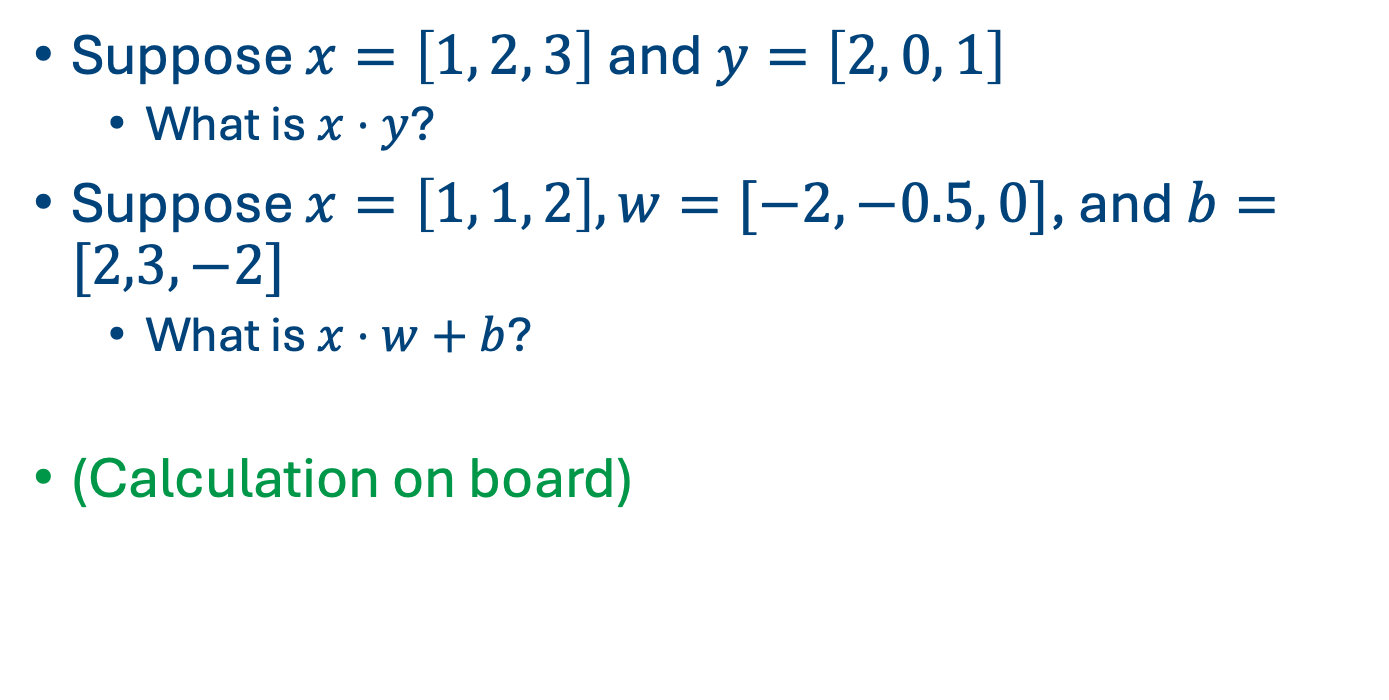 • Suppose 𝑥 = [1, 2, 3] and 𝑦 = [2, 0, 1]
• What is 𝑥 · 𝑦?
• Suppose 𝑥 = [1, 1, 2], 𝑤 = [−2, −0.5, 0], and 𝑏 =
[2,3, −2]
• What is 𝑥 · 𝑤 + 𝑏?
• (Calculation on board)